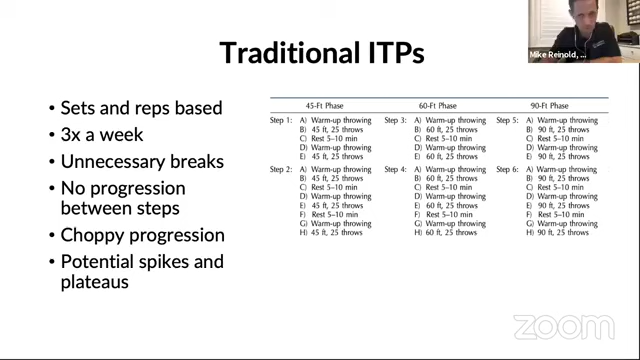 Mike Reinold, ...
Traditional ITPs
• Sets and reps based
• 3x a week
• Unnecessary breaks
• No progression
between steps
• Choppy progression
• Potential spikes and
plateaus
45-Ft Phase 60-Ft Phase 90-Ft Phase
Step 1: A) Warm-up throwing Step 3: A) Warm-up throwing Step 5: A) Warm-up throwing
B) 45 ft, 25 throws B) 60 ft, 25 throws B) 90 ft, 25 throws
C) Rest 5–10 min C) Rest 5–10 min C) Rest 5–10 min
D) Warm-up throwing D) Warm-up throwing D) Warm-up throwing
E) 45 ft, 25 throws E) 60 ft, 25 throws E) 90 ft, 25 throws
Step 2: A) Warm-up throwing Step 4: A) Warm-up throwing Step 6: A) Warm-up throwing
B) 45 ft, 25 throws B) 60 ft, 25 throws B) 90 ft, 25 throws
C) Rest 5–10 min C) Rest 5–10 min C) Rest 5–10 min
D) Warm-up throwing D) Warm-up throwing D) Warm-up throwing
E) 45 ft, 25 throws E) 60 ft, 25 throws E) 90 ft, 25 throws
F) Rest 5–10 min F) Rest 5–10 min F) Rest 5–10 min
G) Warm-up throwing G) Warm-up throwing G) Warm-up throwing
H) 45 ft, 25 throws H) 60 ft, 25 throws H) 90 ft, 25 throws
zoom